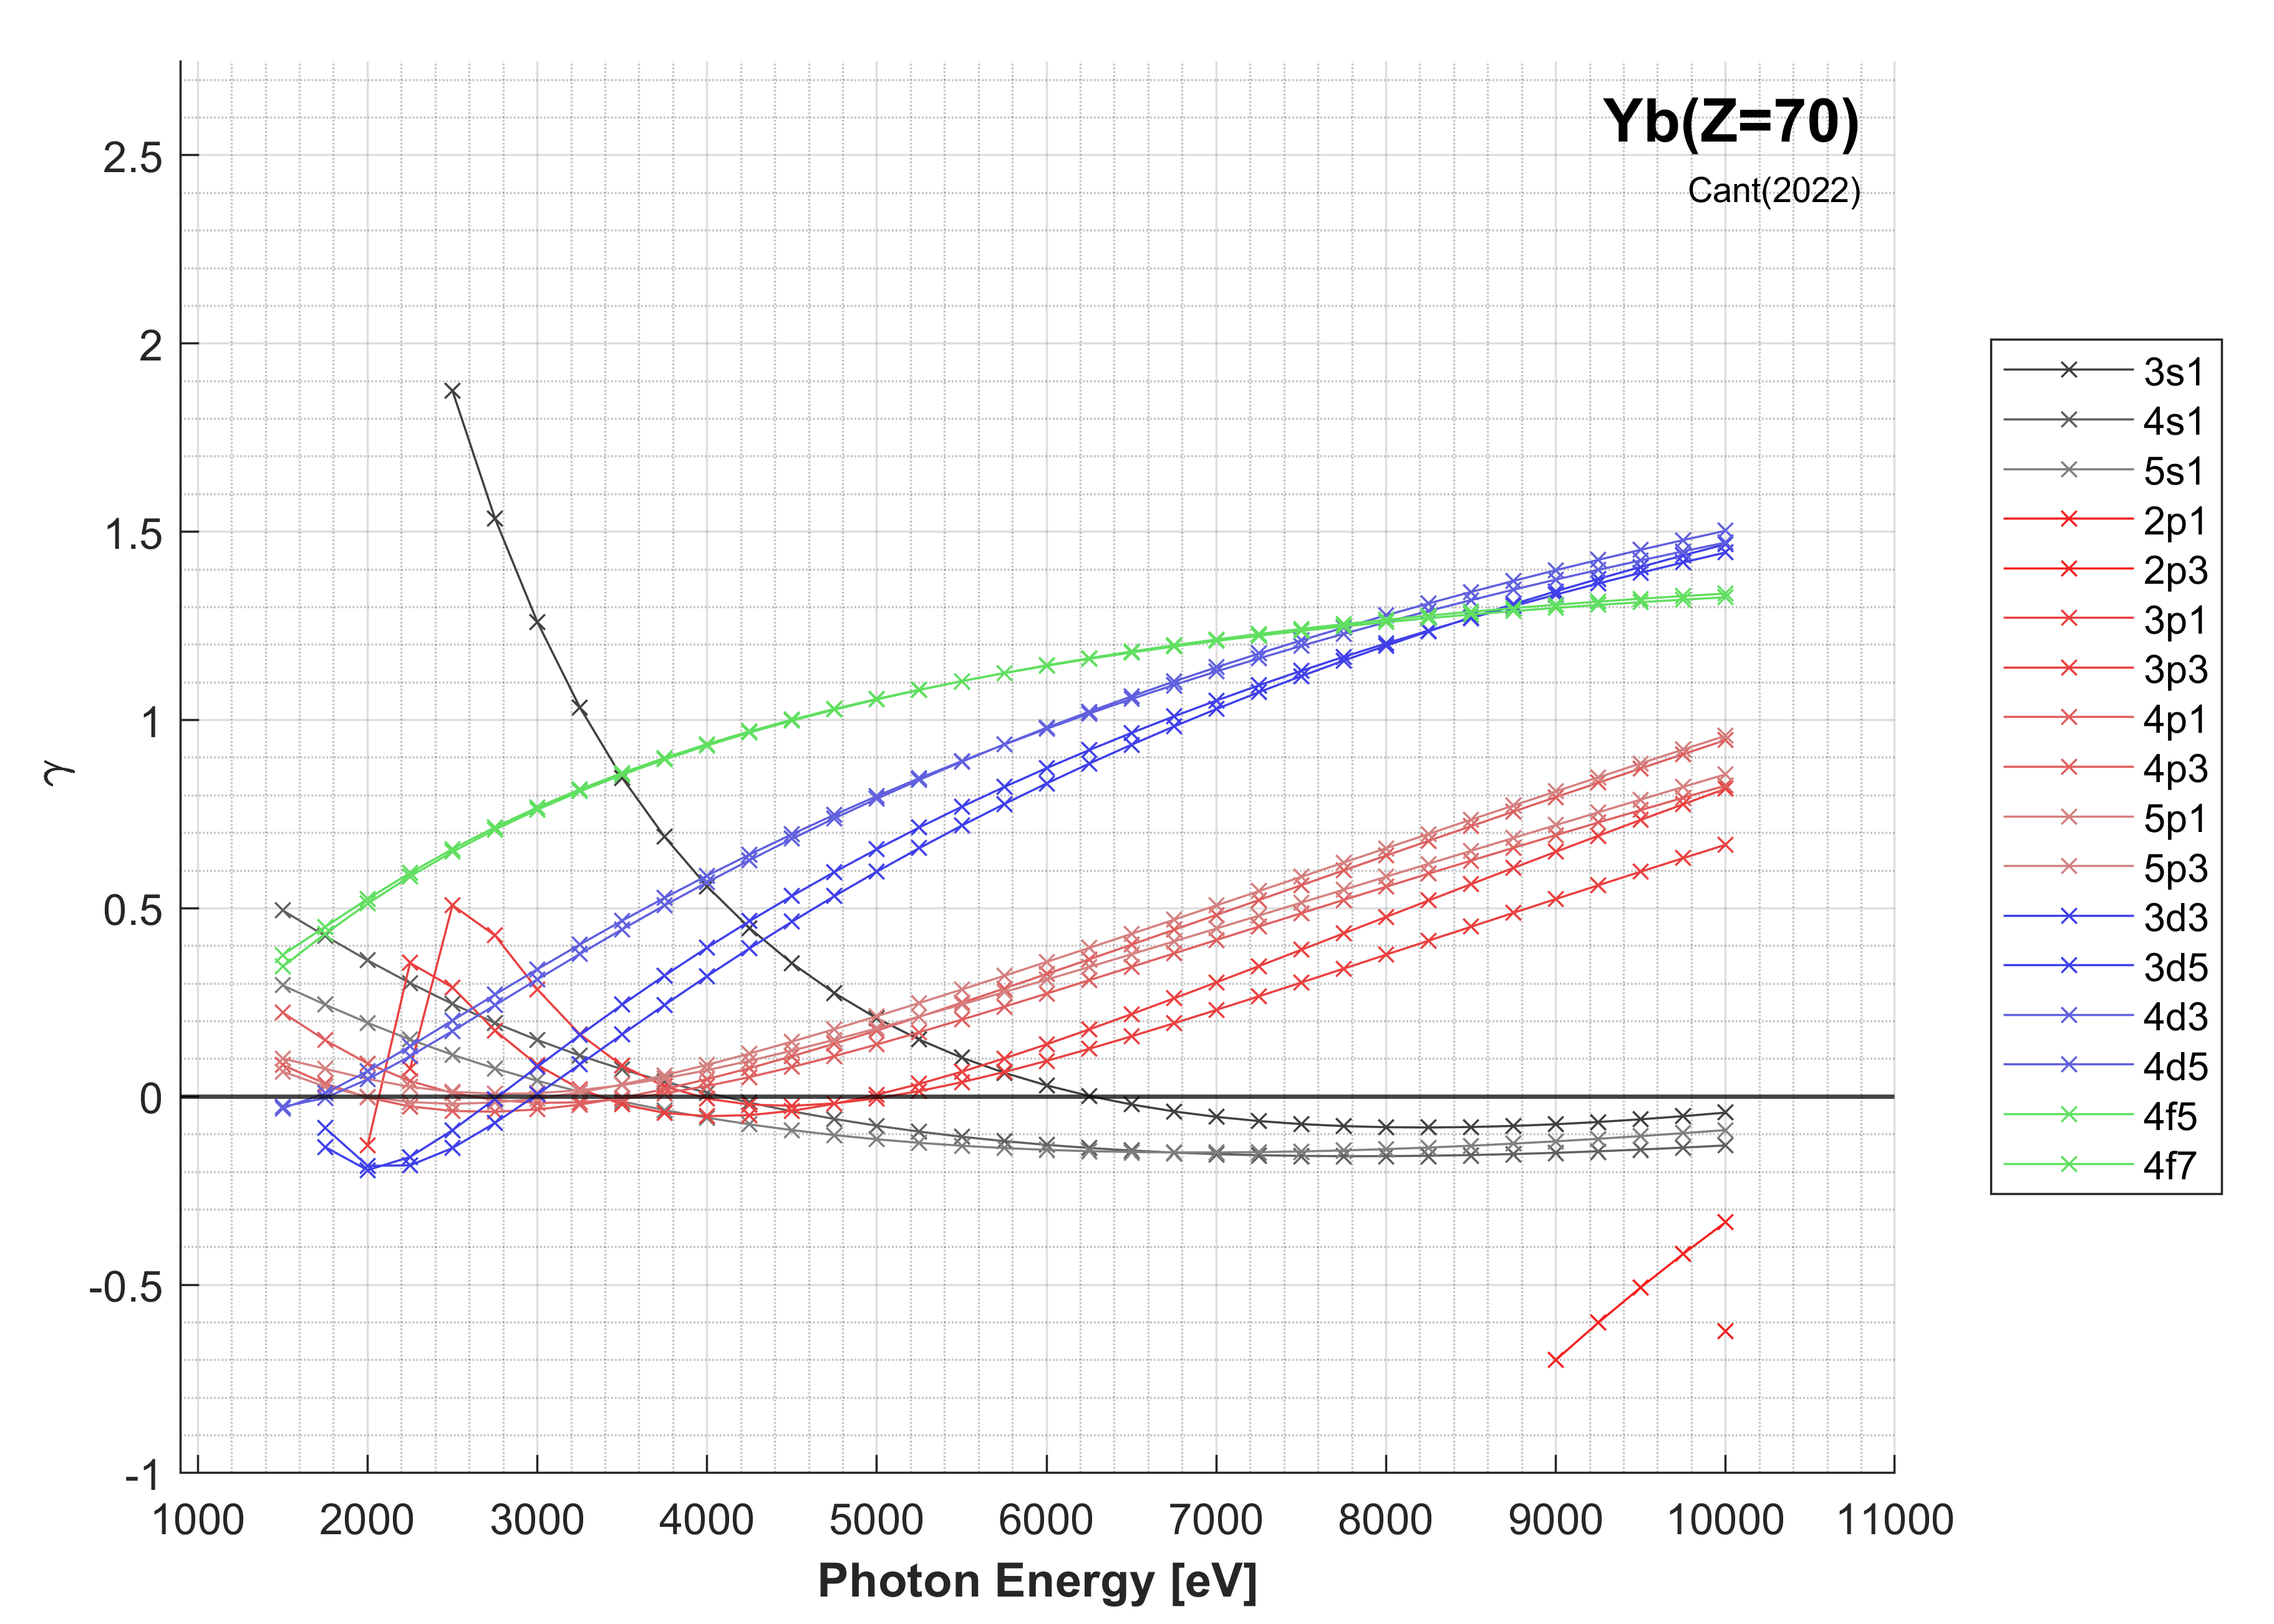 Yb(Z=70)
Cant(2022)
2.5
2
1.5
1
0.5
0
-0.5
-1
γ
1000 2000 3000 4000 5000 6000 7000 8000 9000 10000 11000
Photon Energy [eV]
3s1
4s1
5s1
2p1
2p3
3p1
3p3
4p1
4p3
5p1
5p3
3d3
3d5
4d3
4d5
4f5
4f7